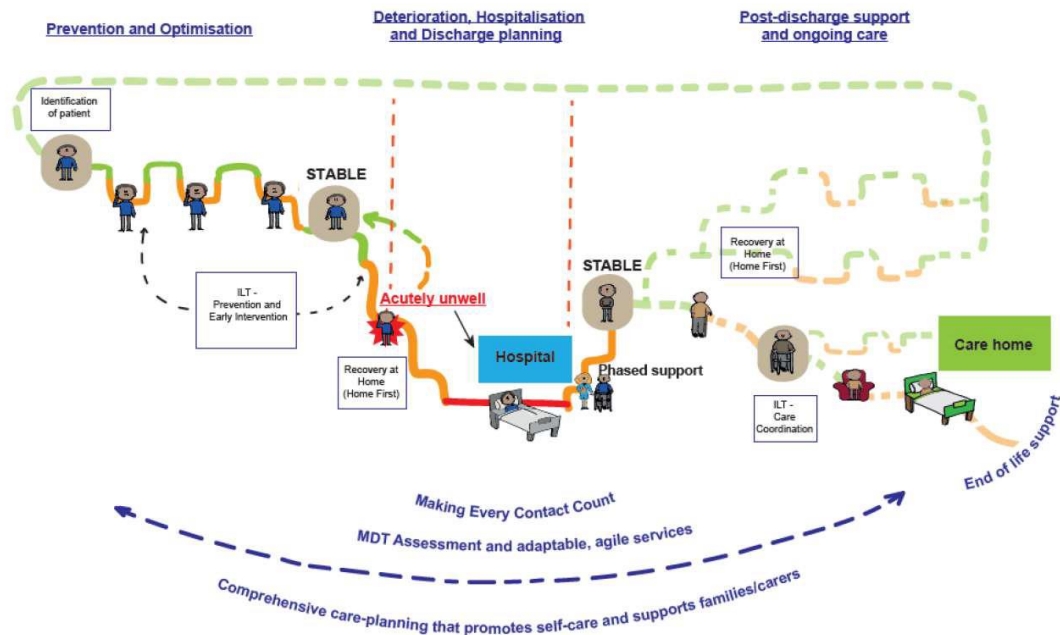 Prevention and Optimisation
Deterioration, Hospitalisation
and Discharge planning
Post-discharge support
and ongoing care
Identification
of patient
STABLE
ILT -
Prevention and
Early Intervention
Acutely unwell
Recovery at
Home
(Home First)
Hospital
STABLE
Phased support
Recovery at
Home
(Home First)
ILT -
Care
Coordination
Care home
End of life support
Making Every Contact Count
MDT Assessment and adaptable, agile services
Comprehensive care-planning that promotes self-care and supports families/carers